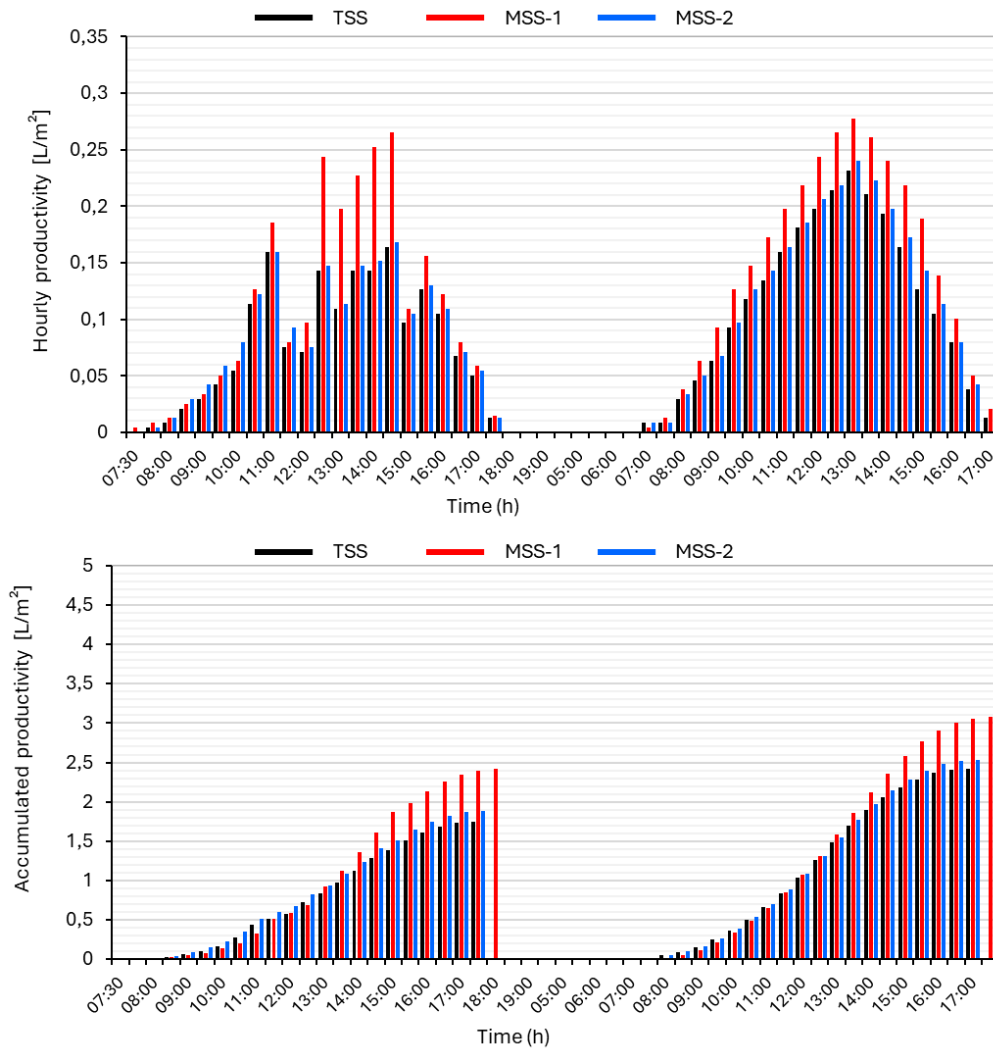 TSS MSS-1 MSS-2
Hourly productivity [L/m²]
0,35
0,3
0,25
0,2
0,15
0,1
0,05
0
07:30 08:00 09:00 10:00 11:00 12:00 13:00 14:00 15:00 16:00 17:00 18:00 19:00 05:00 06:00 07:00 08:00 09:00 10:00 11:00 12:00 13:00 14:00 15:00 16:00 17:00
Time (h)
TSS MSS-1 MSS-2
Accumulated productivity [L/m²]
5
4,5
4
3,5
3
2,5
2
1,5
1
0,5
0
07:30 08:00 09:00 10:00 11:00 12:00 13:00 14:00 15:00 16:00 17:00 18:00 19:00 05:00 06:00 07:00 08:00 09:00 10:00 11:00 12:00 13:00 14:00 15:00 16:00 17:00
Time (h)